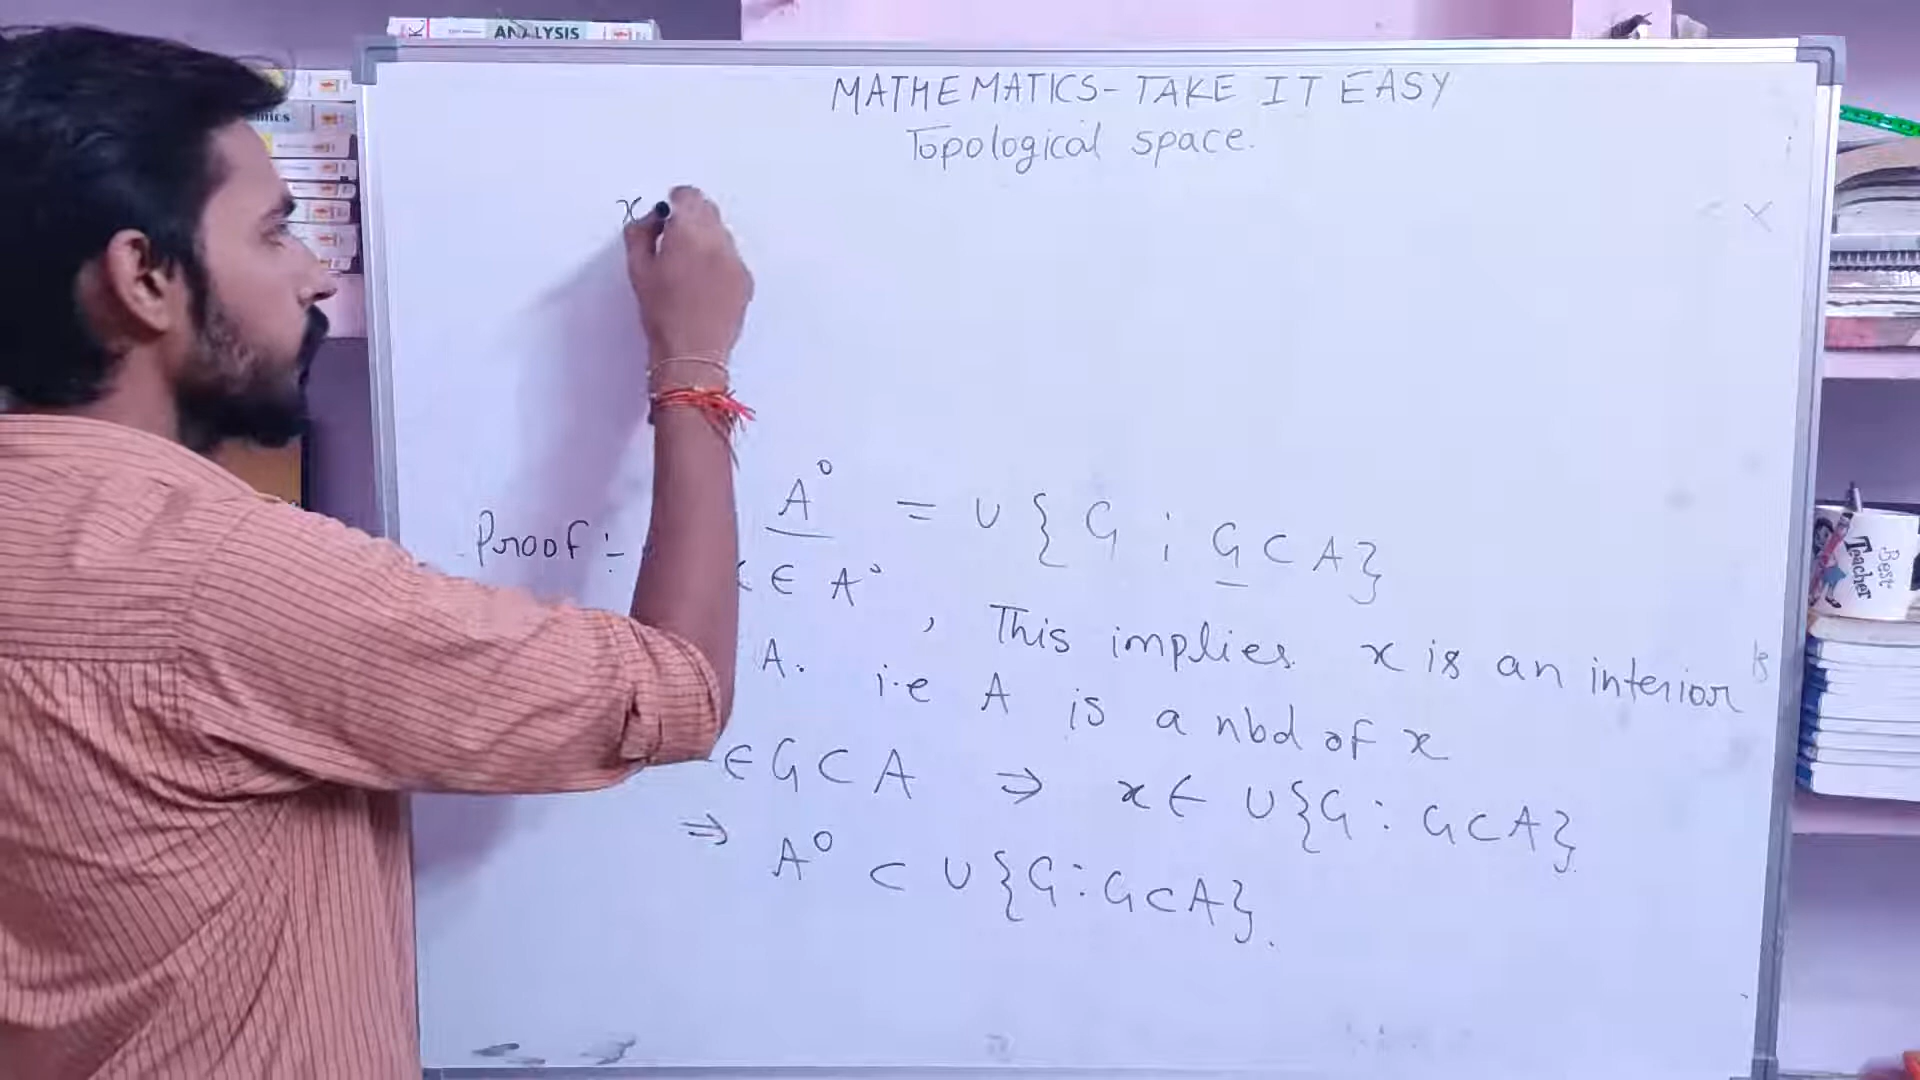 ANALYSIS
MATHEMATICS - TAKE IT EASY
Topological space.
x
A° = ∪ { G ; G ⊂ A }
Proof :-
∈ A° , This implies x is an interior
A. i.e A is a nbd of x
∈ G ⊂ A ⇒ x ∈ ∪{G : G ⊂ A}.
⇒ A° ⊂ ∪ {G : G ⊂ A}.
Best
Teacher